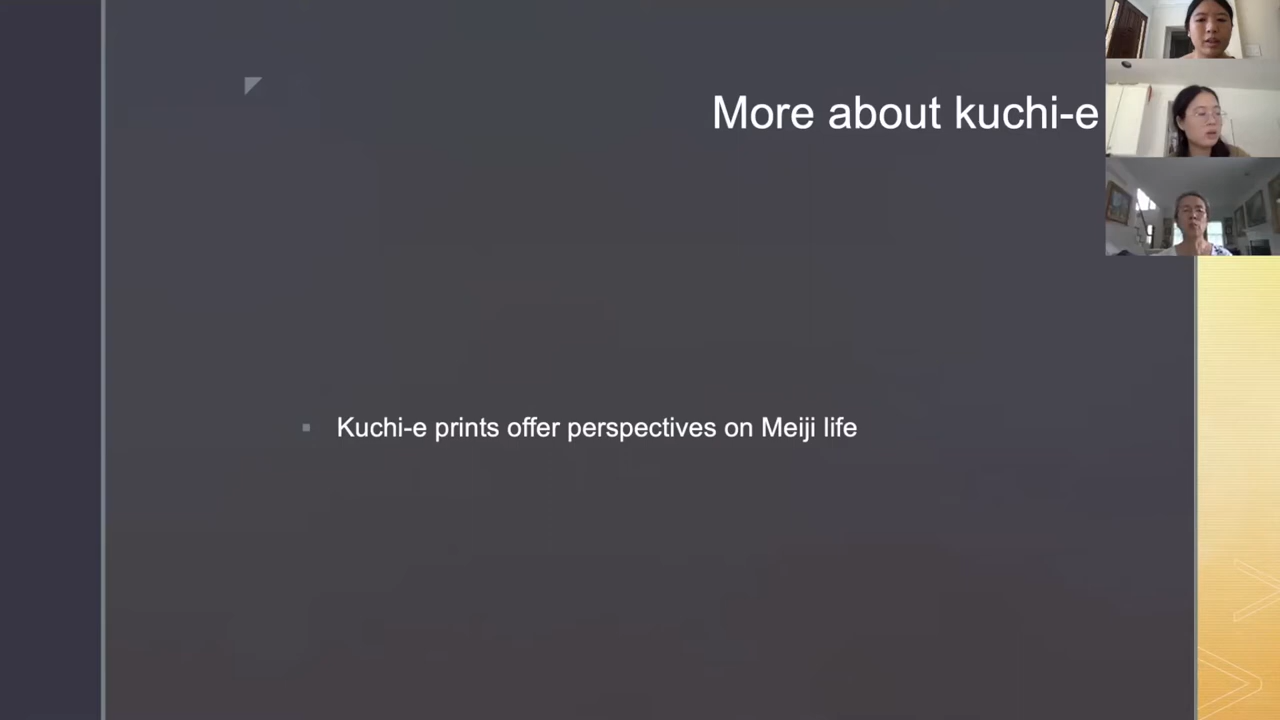 More about kuchi-e
Kuchi-e prints offer perspectives on Meiji life